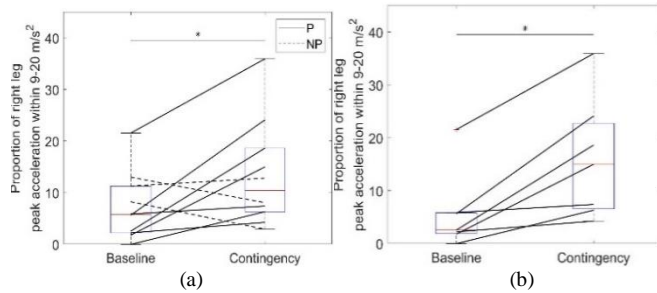 Proportion of right leg
peak acceleration within 9-20 m/s²
40
30
20
10
0
*
P
NP
Baseline
Contingency
(a)
Proportion of right leg
peak acceleration within 9-20 m/s²
40
30
20
10
0
*
Baseline
Contingency
(b)